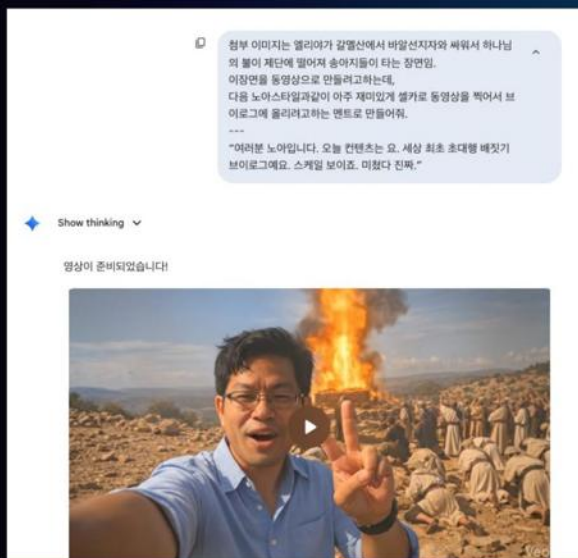 첨부 이미지는 엘리야가 갈멜산에서 바알선지자와 싸워서 하나님
의 불이 제단에 떨어져 송아지들이 타는 장면임.
이장면을 동영상으로 만들려고하는데,
다음 노아스타일과같이 아주 재미있게 셀카로 동영상을 찍어서 브
이로그에 올리려고하는 멘트로 만들어줘.
---
“여러분 노아입니다. 오늘 컨텐츠는 요. 세상 최초 초대행 배짓기
브이로그예요. 스케일 보이죠. 미쳤다 진짜.”
Show thinking
영상이 준비되었습니다!
Veo